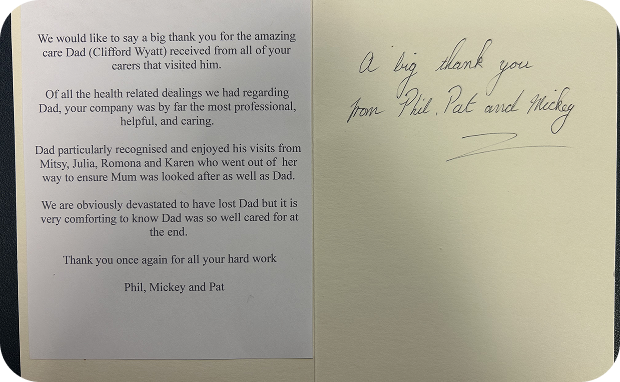 We would like to say a big thank you for the amazing
care Dad (Clifford Wyatt) received from all of your
carers that visited him.
Of all the health related dealings we had regarding
Dad, your company was by far the most professional,
helpful, and caring.
Dad particularly recognised and enjoyed his visits from
Mitsy, Julia, Romona and Karen who went out of her
way to ensure Mum was looked after as well as Dad.
We are obviously devastated to have lost Dad but it is
very comforting to know Dad was so well cared for at
the end.
Thank you once again for all your hard work
Phil, Mickey and Pat
A big thank you
from Phil, Pat and Mickey